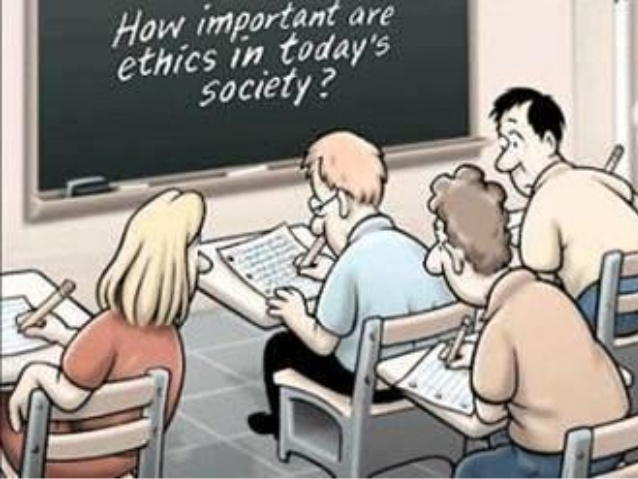 How important are
ethics in today's
society?